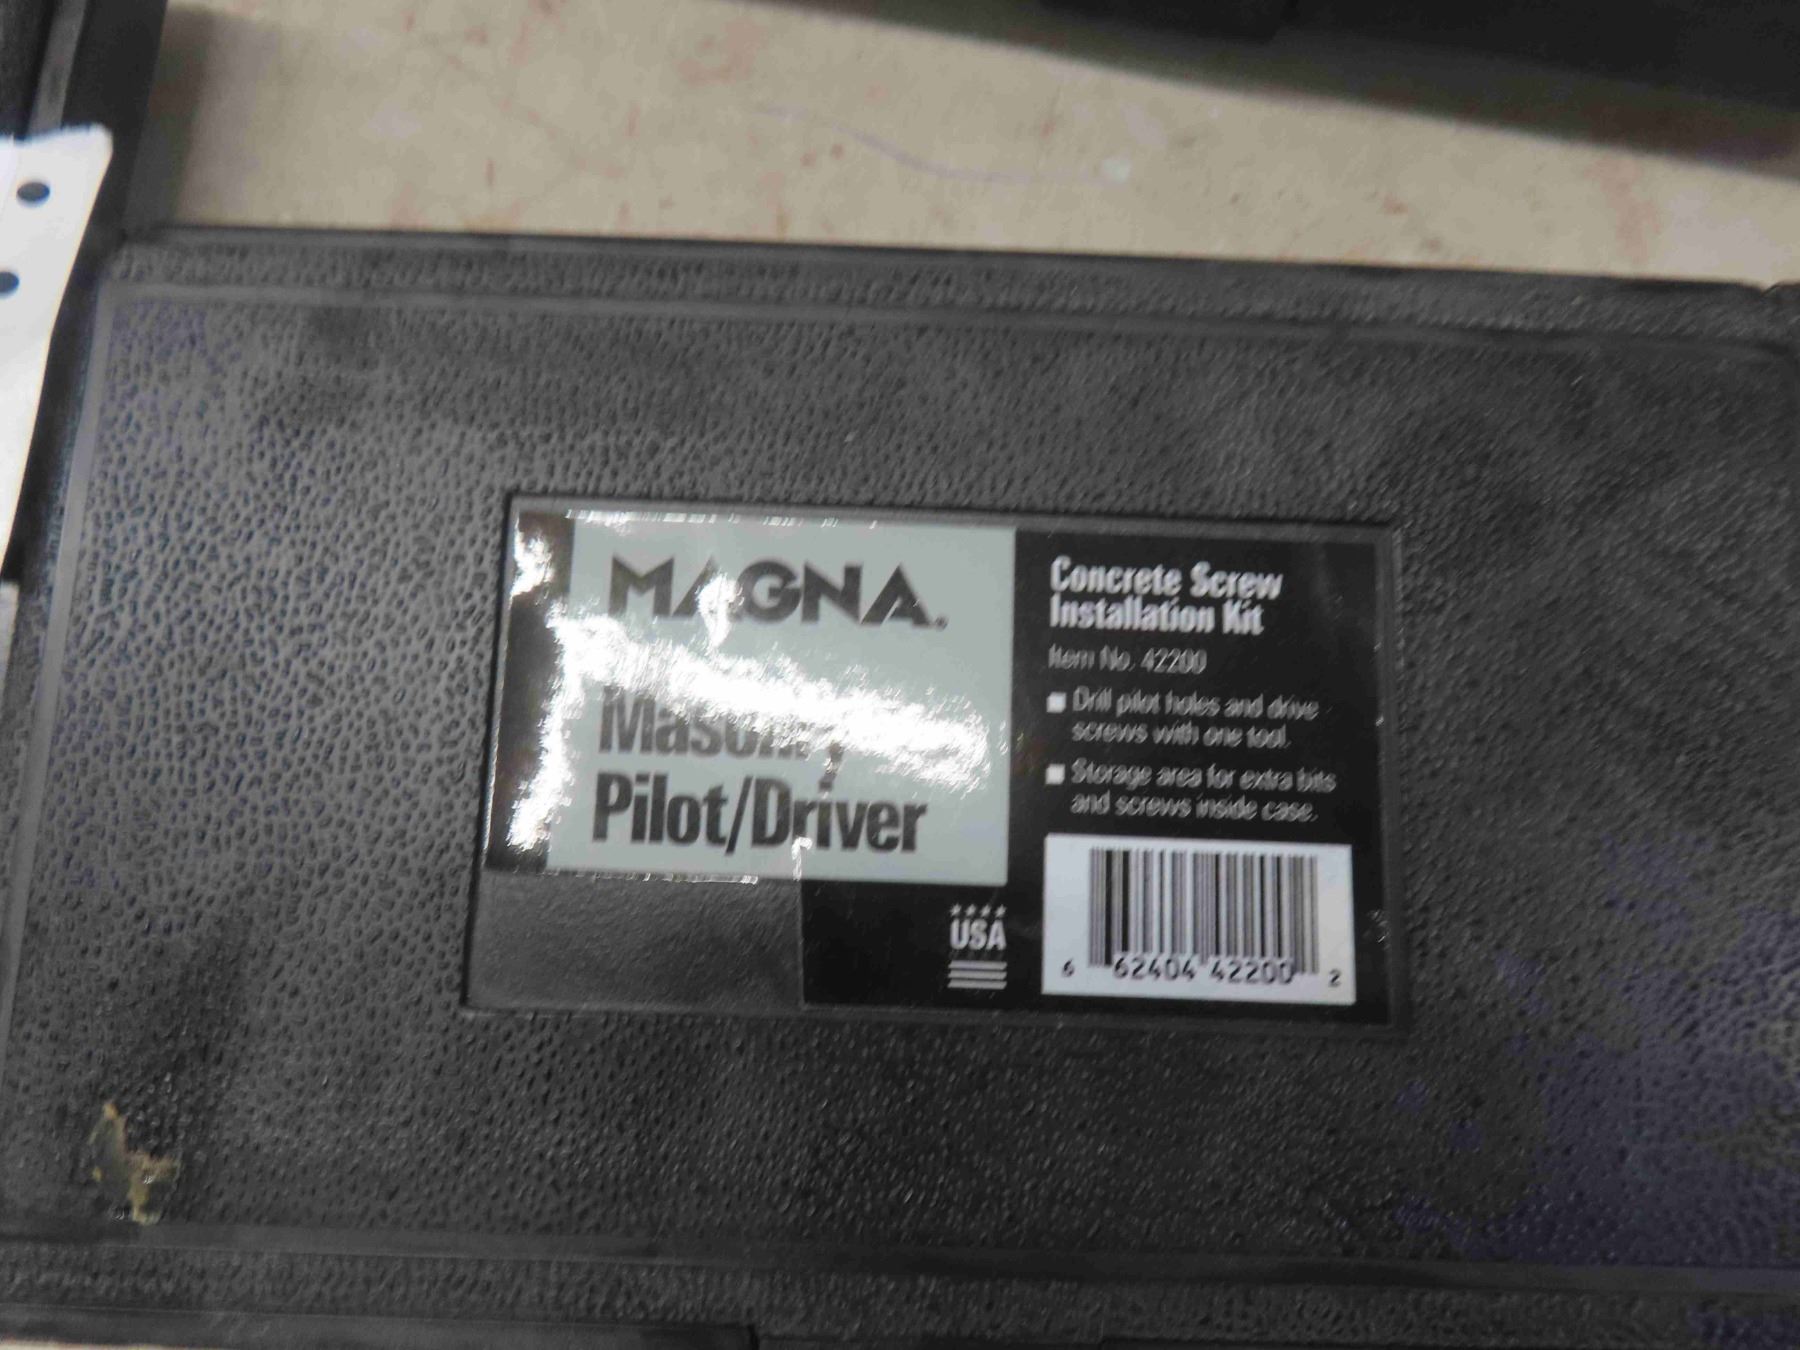 MAGNA.
Masonry
Pilot/Driver
USA
Concrete Screw
Installation Kit
Item No. 42200
Drill pilot holes and drive
screws with one tool.
Storage area for extra bits
and screws inside case.
6 62404 42200 2